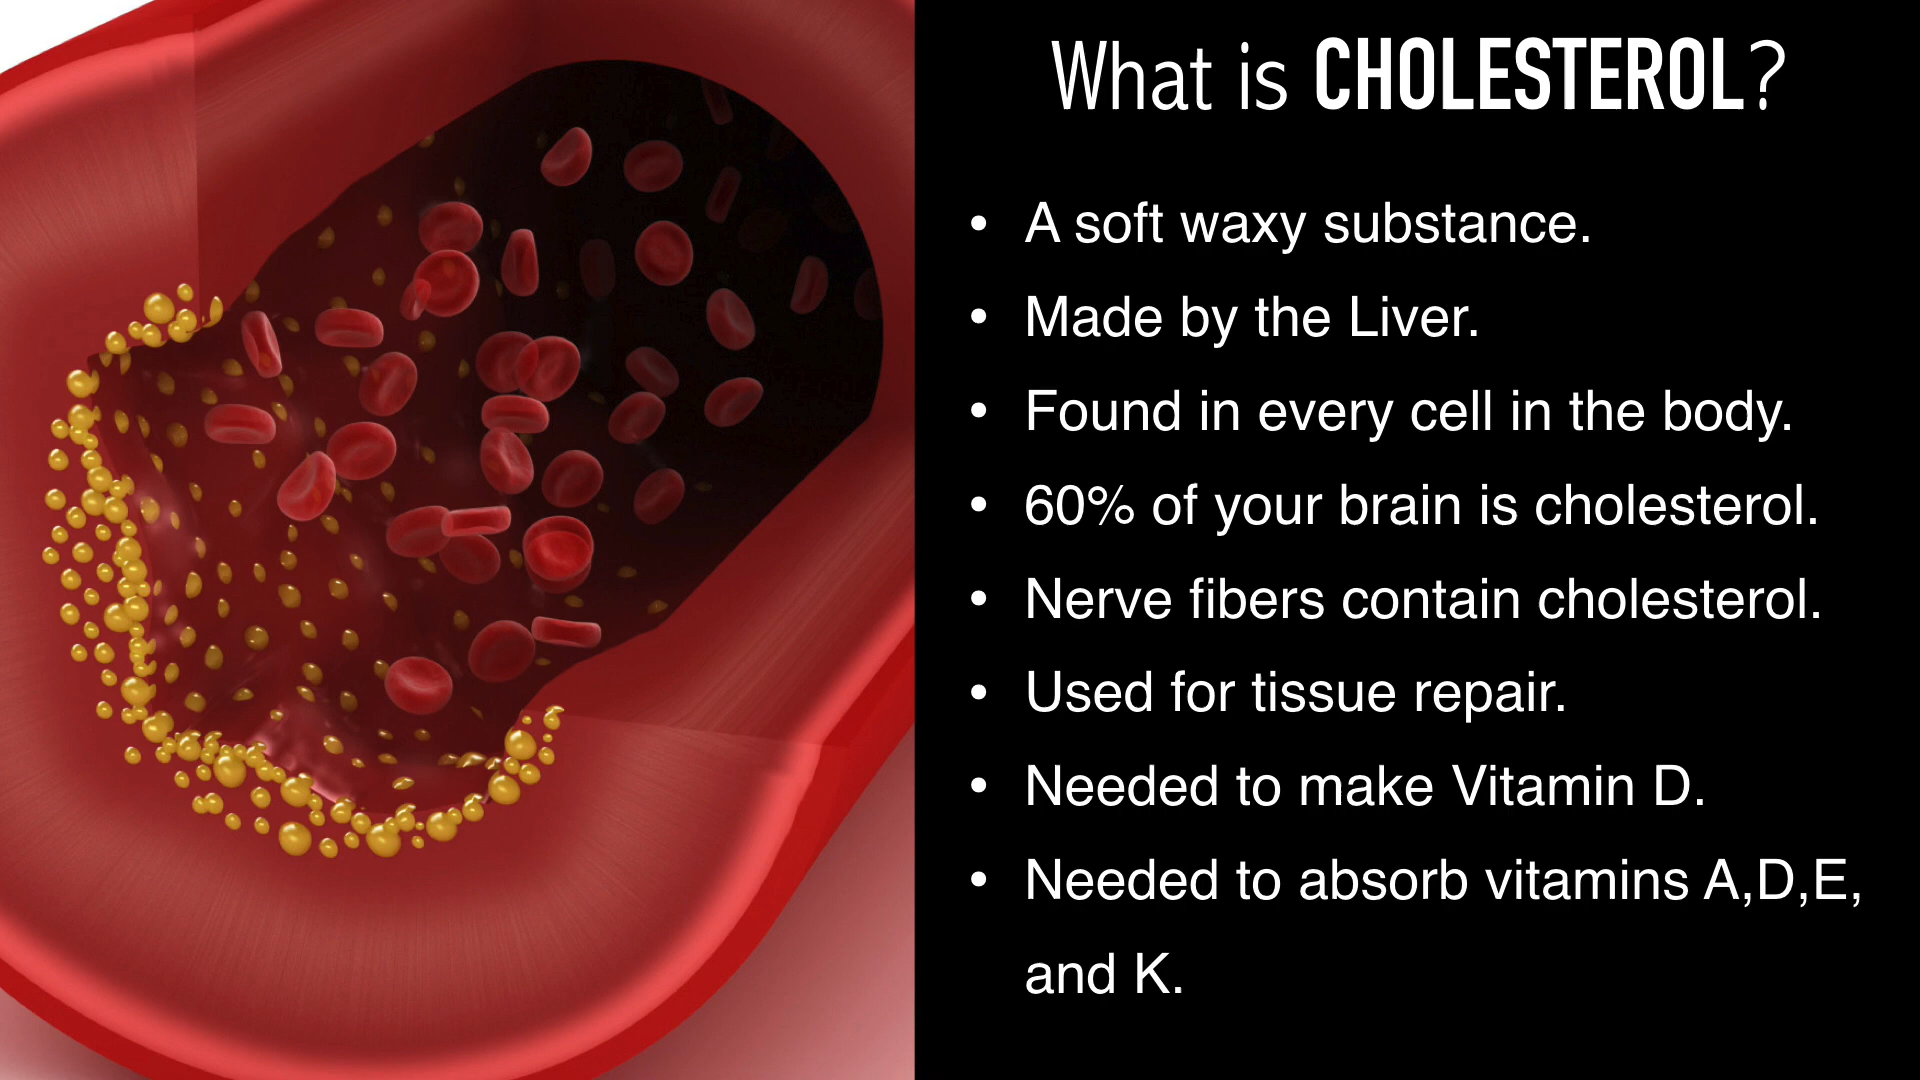 What is CHOLESTEROL?
• A soft waxy substance.
• Made by the Liver.
• Found in every cell in the body.
• 60% of your brain is cholesterol.
• Nerve fibers contain cholesterol.
• Used for tissue repair.
• Needed to make Vitamin D.
• Needed to absorb vitamins A,D,E,
and K.